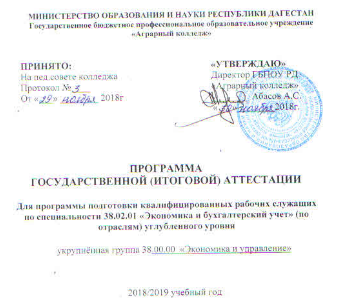 МИНИСТЕРСТВО ОБРАЗОВАНИЯ И НАУКИ РЕСПУБЛИКИ ДАГЕСТАН
Государственное бюджетное профессиональное образовательное учреждение
«Аграрный колледж»
ПРИНЯТО:
На пед.совете колледжа
Протокол № 3
От «29» ноября 2018г
«УТВЕРЖДАЮ»
Директор ГБПОУ РД
«Аграрный колледж»
Абасов А.С.
ноября 2018г.
ПРОГРАММА
ГОСУДАРСТВЕННОЙ (ИТОГОВОЙ) АТТЕСТАЦИИ
Для программы подготовки квалифицированных рабочих служащих
по специальности 38.02.01 «Экономика и бухгалтерский учет» (по
отраслям) углубленного уровня
укрупнённая группа 38.00.00 «Экономика и управление»
2018/2019 учебный год